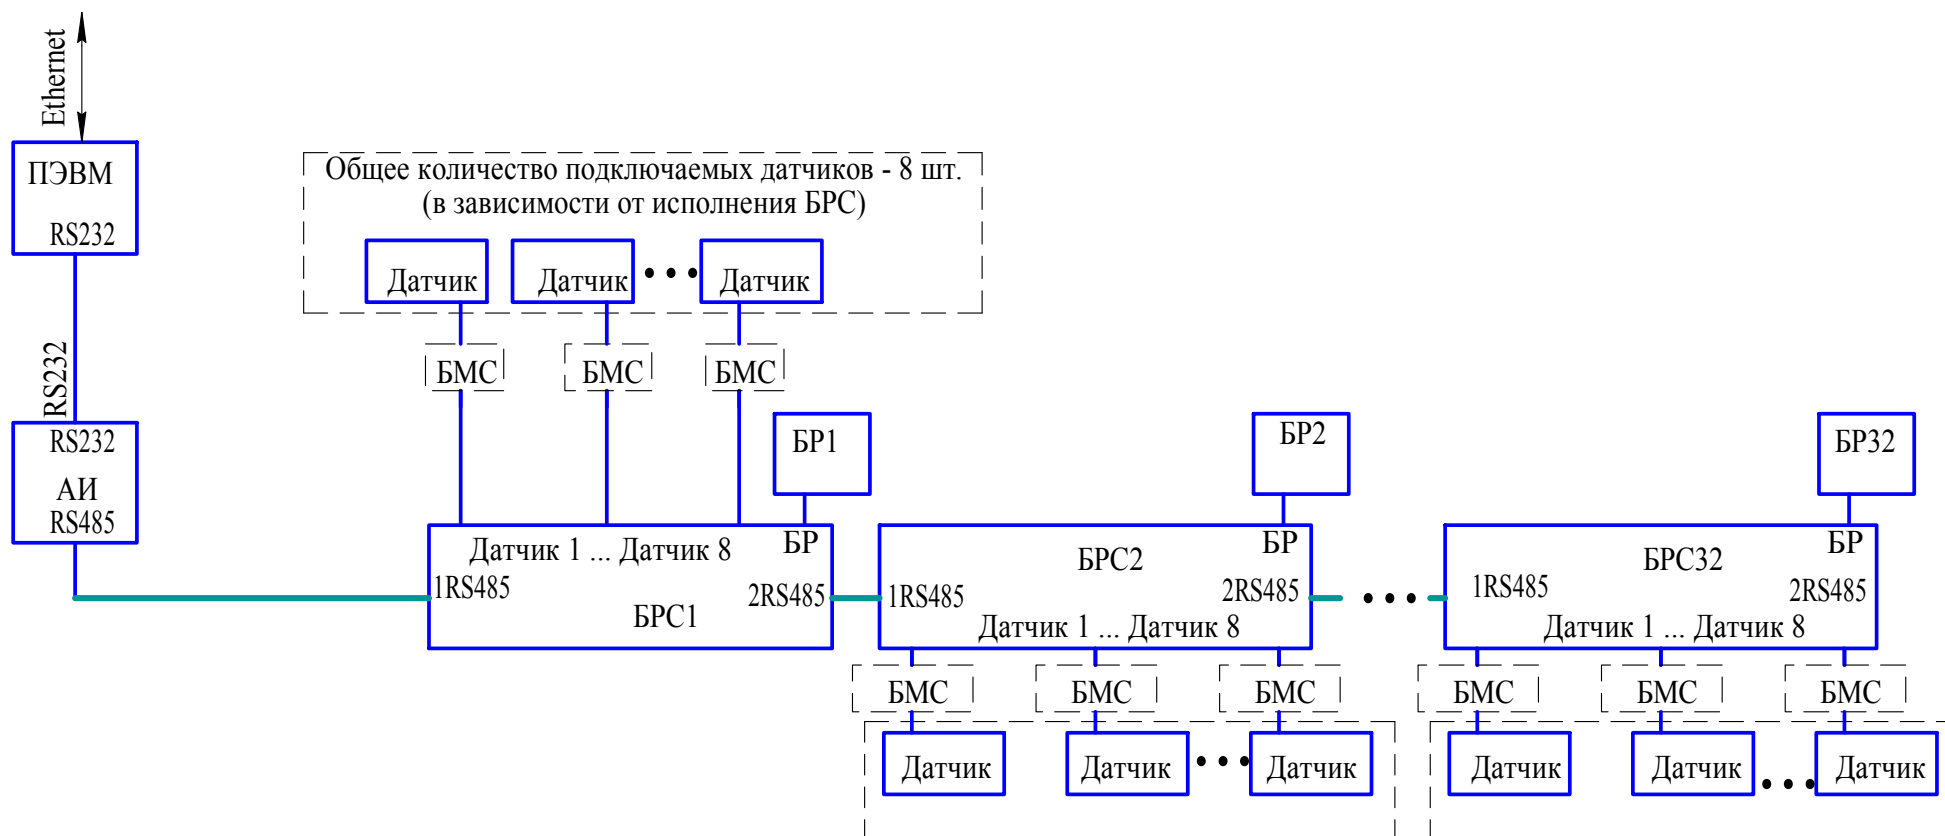 Ethernet
ПЭВМ
RS232
RS232
RS232
АИ
RS485
Общее количество подключаемых датчиков - 8 шт.
(в зависимости от исполнения БРС)
Датчик Датчик Датчик
БМС БМС БМС
БР1 БР2 БР32
Датчик 1 ... Датчик 8 БР
1RS485 2RS485
БРС1
БР
БРС2
1RS485 2RS485
Датчик 1 ... Датчик 8
БР
БРС32
1RS485 2RS485
Датчик 1 ... Датчик 8
БМС БМС БМС БМС БМС БМС
Датчик Датчик Датчик Датчик Датчик Датчик